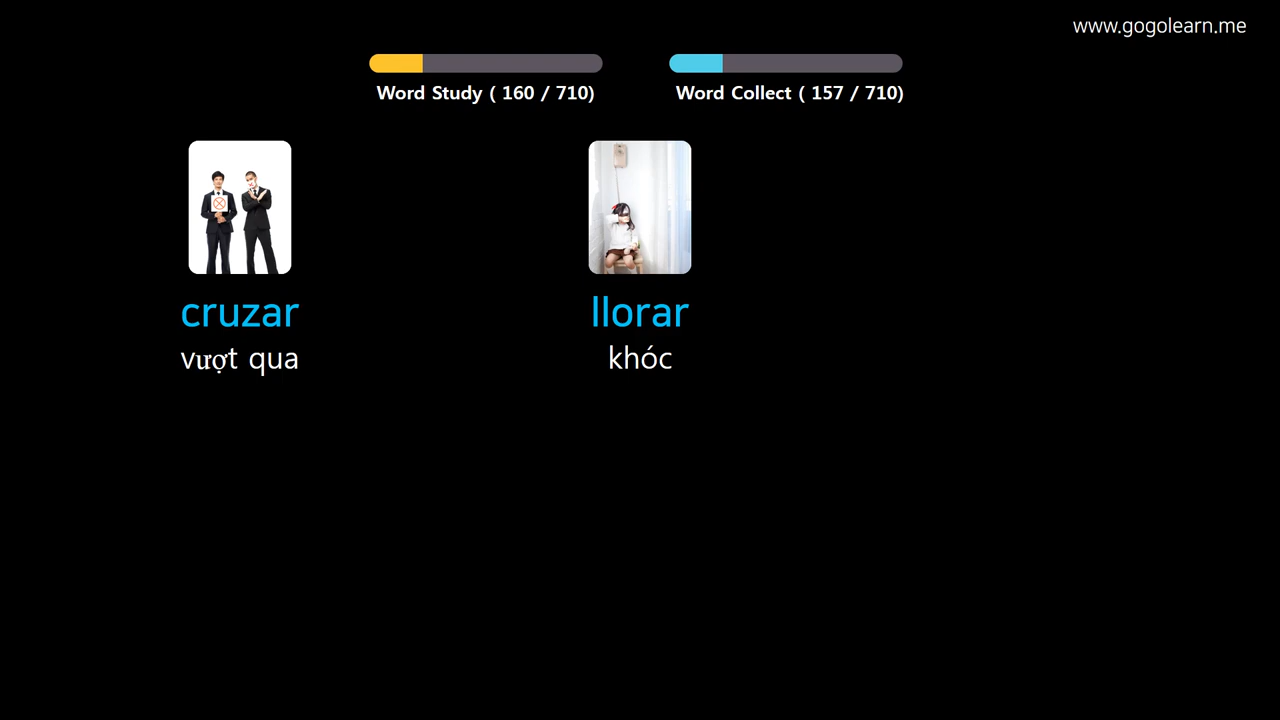 www.gogolearn.me
Word Study ( 160 / 710)
Word Collect ( 157 / 710)
cruzar
vượt qua
llorar
khóc